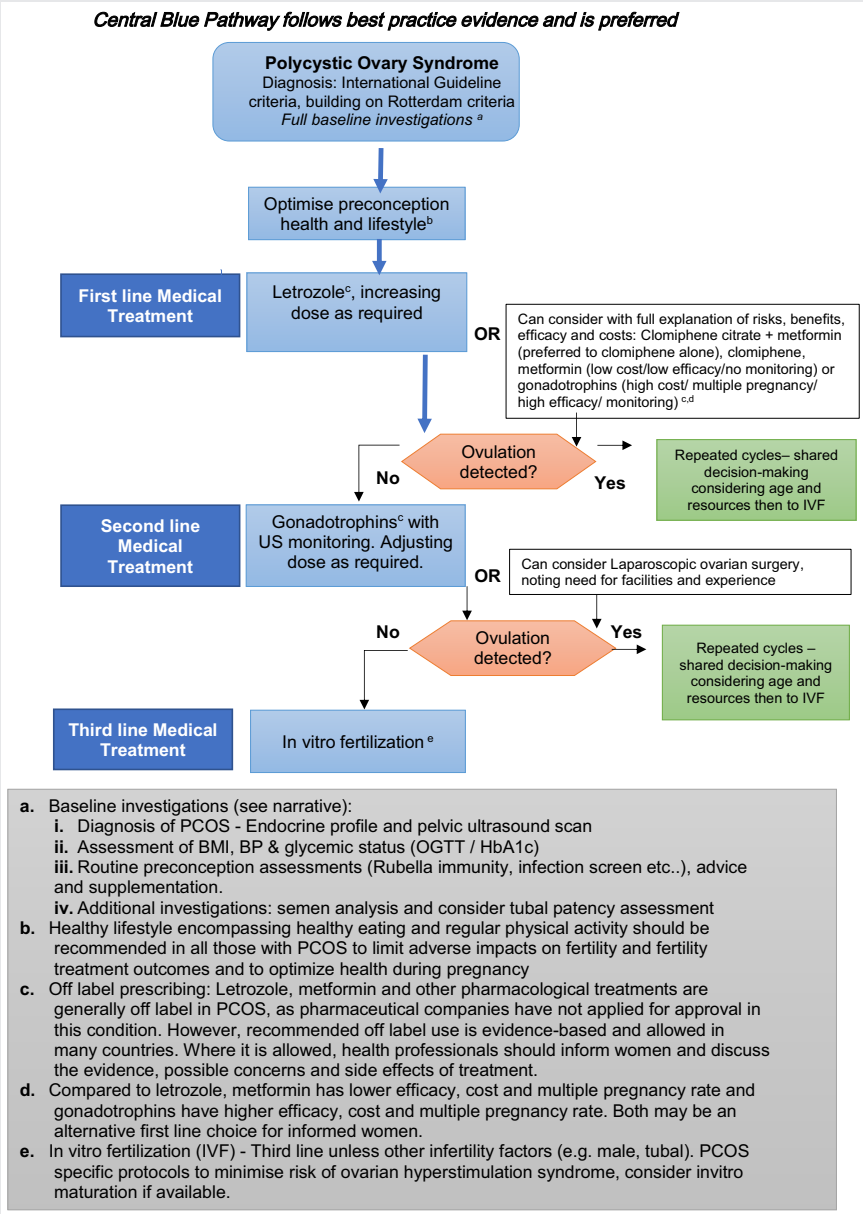 Central Blue Pathway follows best practice evidence and is preferred
Polycystic Ovary Syndrome
Diagnosis: International Guideline
criteria, building on Rotterdam criteria
Full baseline investigations a
Optimise preconception
health and lifestyleb
First line Medical
Treatment
Letrozolec, increasing
dose as required
OR
Can consider with full explanation of risks, benefits,
efficacy and costs: Clomiphene citrate + metformin
(preferred to clomiphene alone), clomiphene,
metformin (low cost/low efficacy/no monitoring) or
gonadotrophins (high cost/ multiple pregnancy/
high efficacy/ monitoring) c,d
Ovulation
detected?
No
Yes
Repeated cycles– shared
decision-making
considering age and
resources then to IVF
Second line
Medical
Treatment
Gonadotrophinsc with
US monitoring. Adjusting
dose as required.
OR
Can consider Laparoscopic ovarian surgery,
noting need for facilities and experience
No
Ovulation
detected?
Yes
Repeated cycles –
shared decision-making
considering age and
resources then to IVF
Third line Medical
Treatment
In vitro fertilization e
a. Baseline investigations (see narrative):
i. Diagnosis of PCOS - Endocrine profile and pelvic ultrasound scan
ii. Assessment of BMI, BP & glycemic status (OGTT / HbA1c)
iii. Routine preconception assessments (Rubella immunity, infection screen etc..), advice
and supplementation.
iv. Additional investigations: semen analysis and consider tubal patency assessment
b. Healthy lifestyle encompassing healthy eating and regular physical activity should be
recommended in all those with PCOS to limit adverse impacts on fertility and fertility
treatment outcomes and to optimize health during pregnancy
c. Off label prescribing: Letrozole, metformin and other pharmacological treatments are
generally off label in PCOS, as pharmaceutical companies have not applied for approval in
this condition. However, recommended off label use is evidence-based and allowed in
many countries. Where it is allowed, health professionals should inform women and discuss
the evidence, possible concerns and side effects of treatment.
d. Compared to letrozole, metformin has lower efficacy, cost and multiple pregnancy rate and
gonadotrophins have higher efficacy, cost and multiple pregnancy rate. Both may be an
alternative first line choice for informed women.
e. In vitro fertilization (IVF) - Third line unless other infertility factors (e.g. male, tubal). PCOS
specific protocols to minimise risk of ovarian hyperstimulation syndrome, consider invitro
maturation if available.